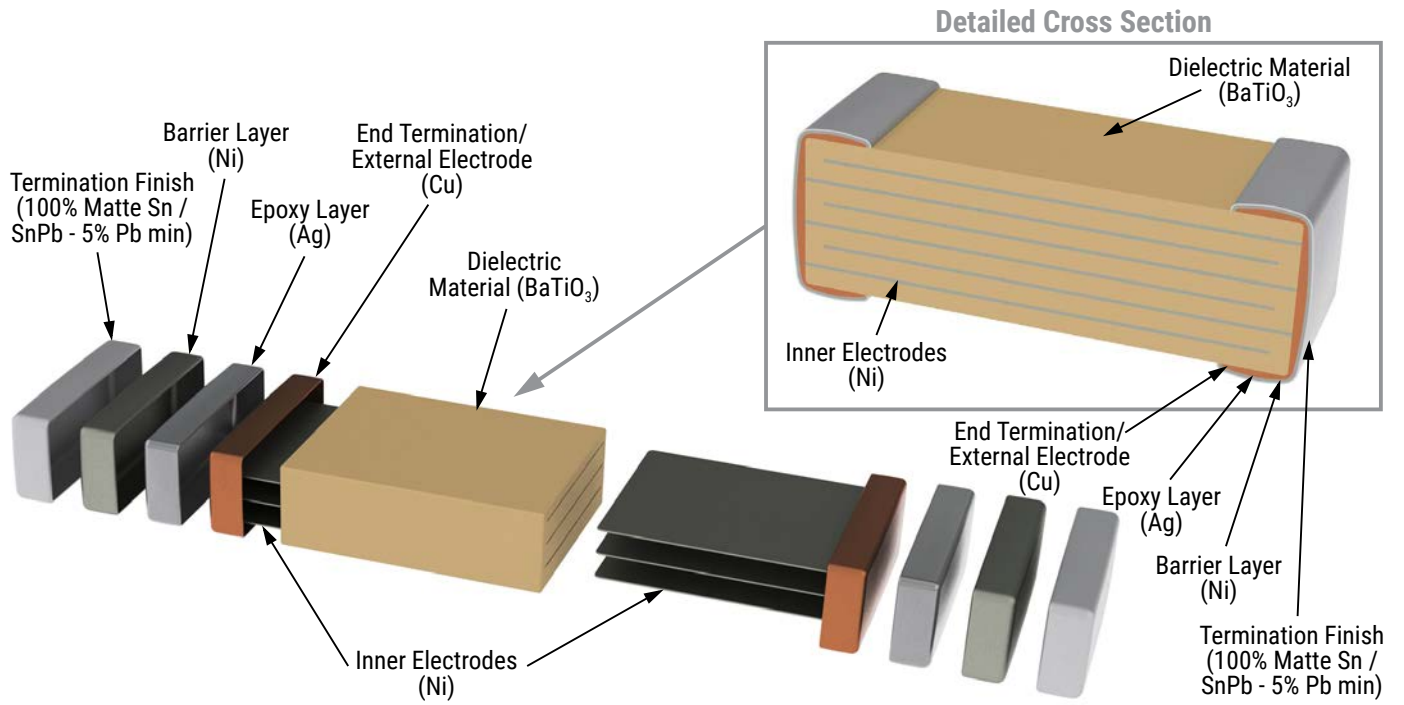 Detailed Cross Section
Dielectric Material
(BaTiO₃)
Barrier Layer
(Ni)
End Termination/
External Electrode
(Cu)
Termination Finish
(100% Matte Sn /
SnPb - 5% Pb min)
Epoxy Layer
(Ag)
Dielectric
Material (BaTiO₃)
Inner Electrodes
(Ni)
End Termination/
External Electrode
(Cu)
Epoxy Layer
(Ag)
Barrier Layer
(Ni)
Termination Finish
(100% Matte Sn /
SnPb - 5% Pb min)
Inner Electrodes
(Ni)